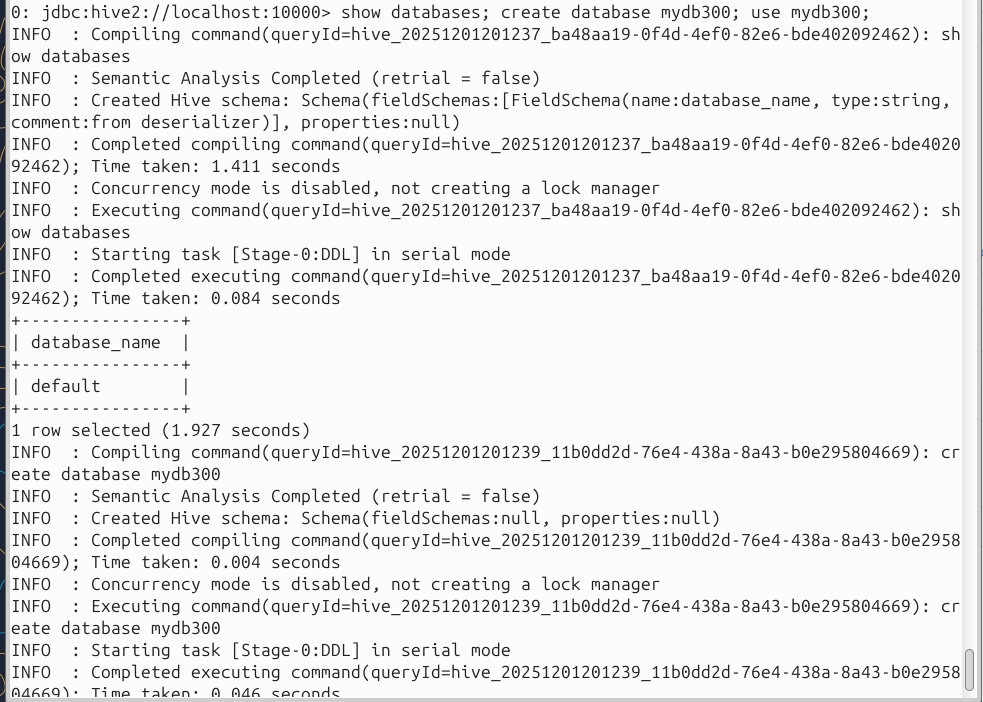 0: jdbc:hive2://localhost:10000> show databases; create database mydb300; use mydb300;
INFO  : Compiling command(queryId=hive_20251201201237_ba48aa19-0f4d-4ef0-82e6-bde402092462): sh
ow databases
INFO  : Semantic Analysis Completed (retrial = false)
INFO  : Created Hive schema: Schema(fieldSchemas:[FieldSchema(name:database_name, type:string,
comment:from deserializer)], properties:null)
INFO  : Completed compiling command(queryId=hive_20251201201237_ba48aa19-0f4d-4ef0-82e6-bde4020
92462); Time taken: 1.411 seconds
INFO  : Concurrency mode is disabled, not creating a lock manager
INFO  : Executing command(queryId=hive_20251201201237_ba48aa19-0f4d-4ef0-82e6-bde402092462): sh
ow databases
INFO  : Starting task [Stage-0:DDL] in serial mode
INFO  : Completed executing command(queryId=hive_20251201201237_ba48aa19-0f4d-4ef0-82e6-bde4020
92462); Time taken: 0.084 seconds
+----------------+
| database_name  |
+----------------+
| default        |
+----------------+
1 row selected (1.927 seconds)
INFO  : Compiling command(queryId=hive_20251201201239_11b0dd2d-76e4-438a-8a43-b0e295804669): cr
eate database mydb300
INFO  : Semantic Analysis Completed (retrial = false)
INFO  : Created Hive schema: Schema(fieldSchemas:null, properties:null)
INFO  : Completed compiling command(queryId=hive_20251201201239_11b0dd2d-76e4-438a-8a43-b0e2958
04669); Time taken: 0.004 seconds
INFO  : Concurrency mode is disabled, not creating a lock manager
INFO  : Executing command(queryId=hive_20251201201239_11b0dd2d-76e4-438a-8a43-b0e295804669): cr
eate database mydb300
INFO  : Starting task [Stage-0:DDL] in serial mode
INFO  : Completed executing command(queryId=hive_20251201201239_11b0dd2d-76e4-438a-8a43-b0e2958
04669); Time taken: 0.046 seconds